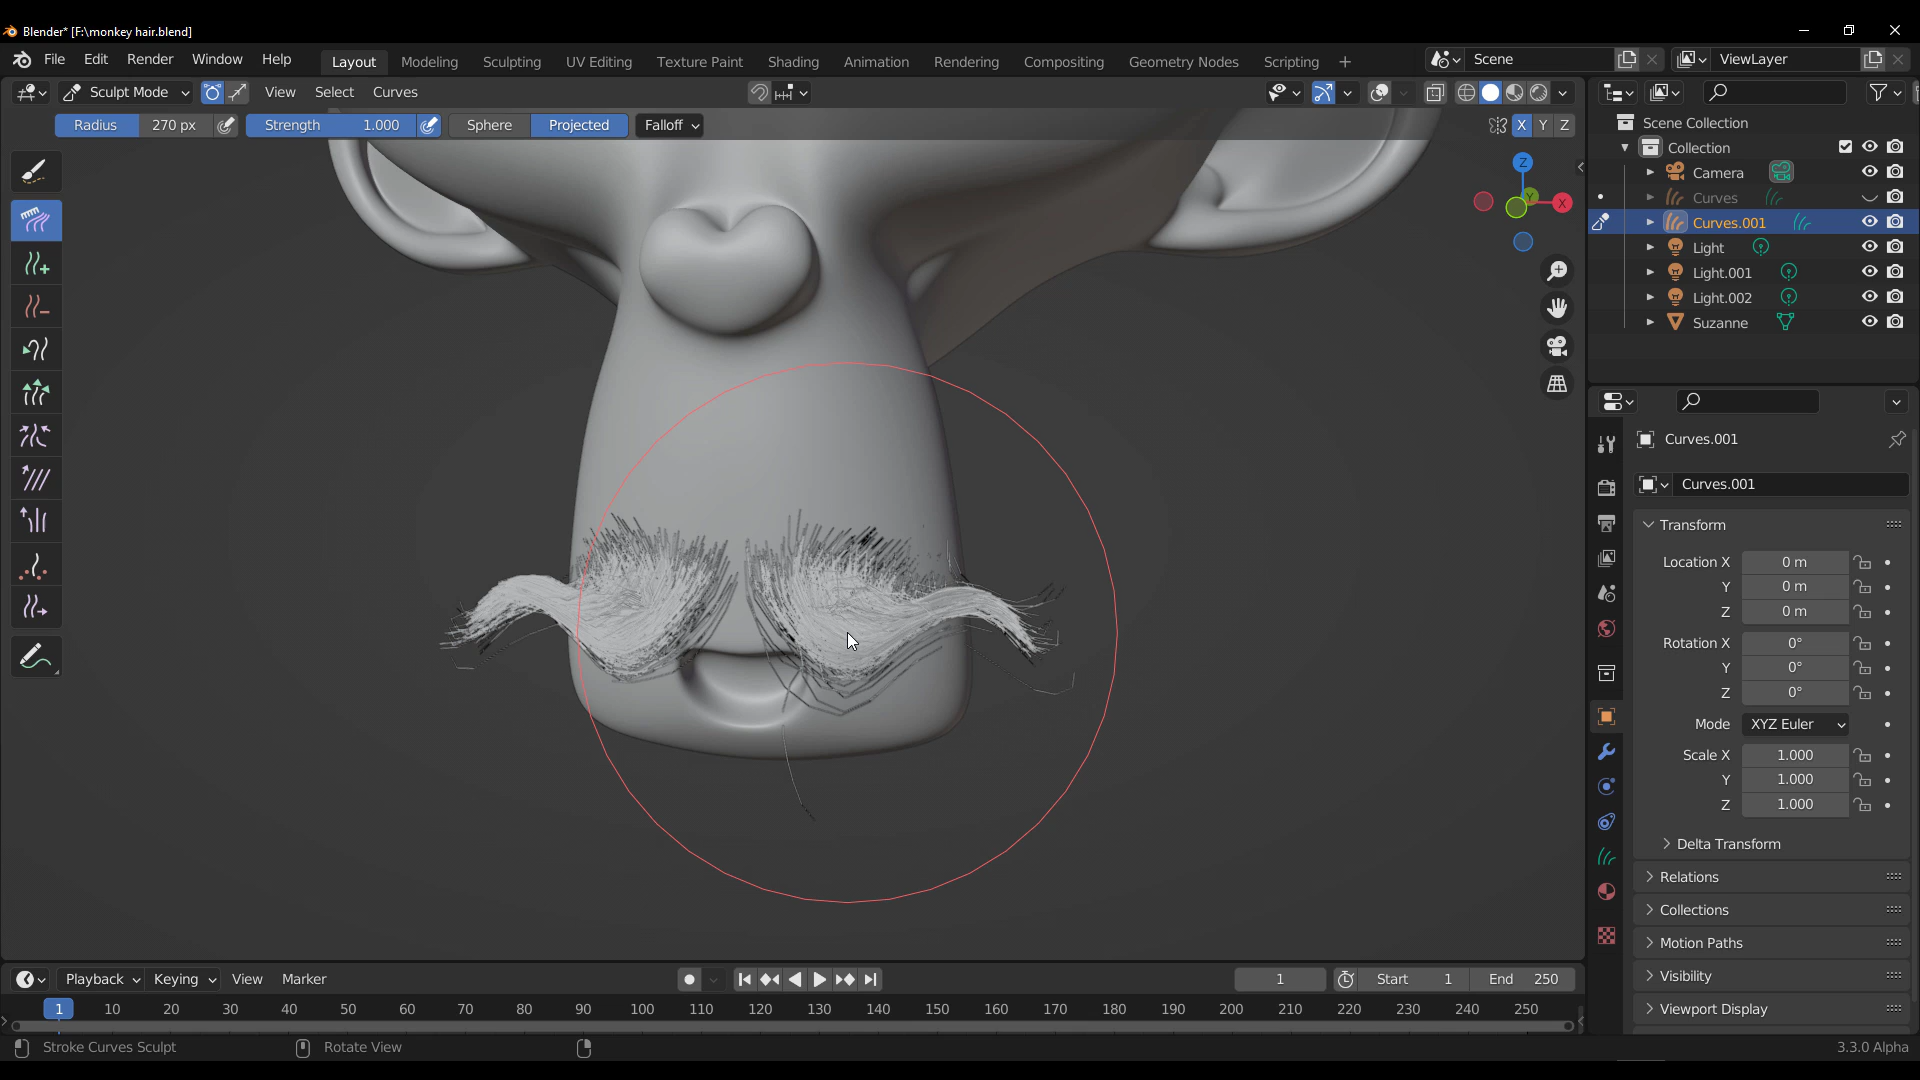 Blender* [F:\monkey hair.blend]
File Edit Render Window Help Layout Modeling Sculpting UV Editing Texture Paint Shading Animation Rendering Compositing Geometry Nodes Scripting + Scene ViewLayer
Sculpt Mode View Select Curves
Radius 270 px Strength 1.000 Sphere Projected Falloff X Y Z
Z
X
Scene Collection
Collection
Camera
Curves
Curves.001
Light
Light.001
Light.002
Suzanne
Curves.001
Curves.001
Transform
Location X 0 m
Y 0 m
Z 0 m
Rotation X 0°
Y 0°
Z 0°
Mode XYZ Euler
Scale X 1.000
Y 1.000
Z 1.000
Delta Transform
Relations
Collections
Motion Paths
Visibility
Viewport Display
Playback Keying View Marker 1 Start 1 End 250
1 10 20 30 40 50 60 70 80 90 100 110 120 130 140 150 160 170 180 190 200 210 220 230 240 250
Stroke Curves Sculpt Rotate View 3.3.0 Alpha